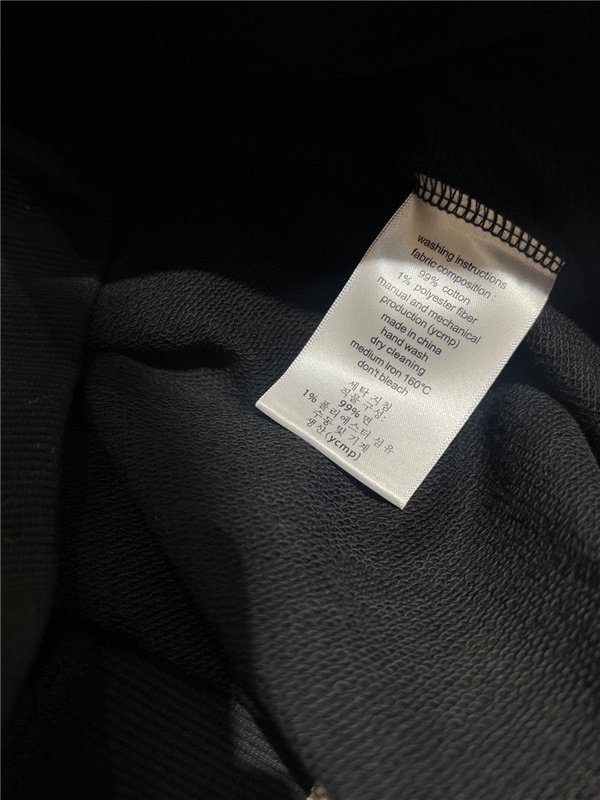 washing instructions
fabric composition :
99% cotton
1% polyester fiber
manual and mechanical
production (ycmp)
made in china
hand wash
dry cleaning
medium Iron 160°C
don't bleach
세탁 지침
직물 구성:
99% 면
1% 폴리에스터 섬유
수동 및 기계
생산(ycmp)